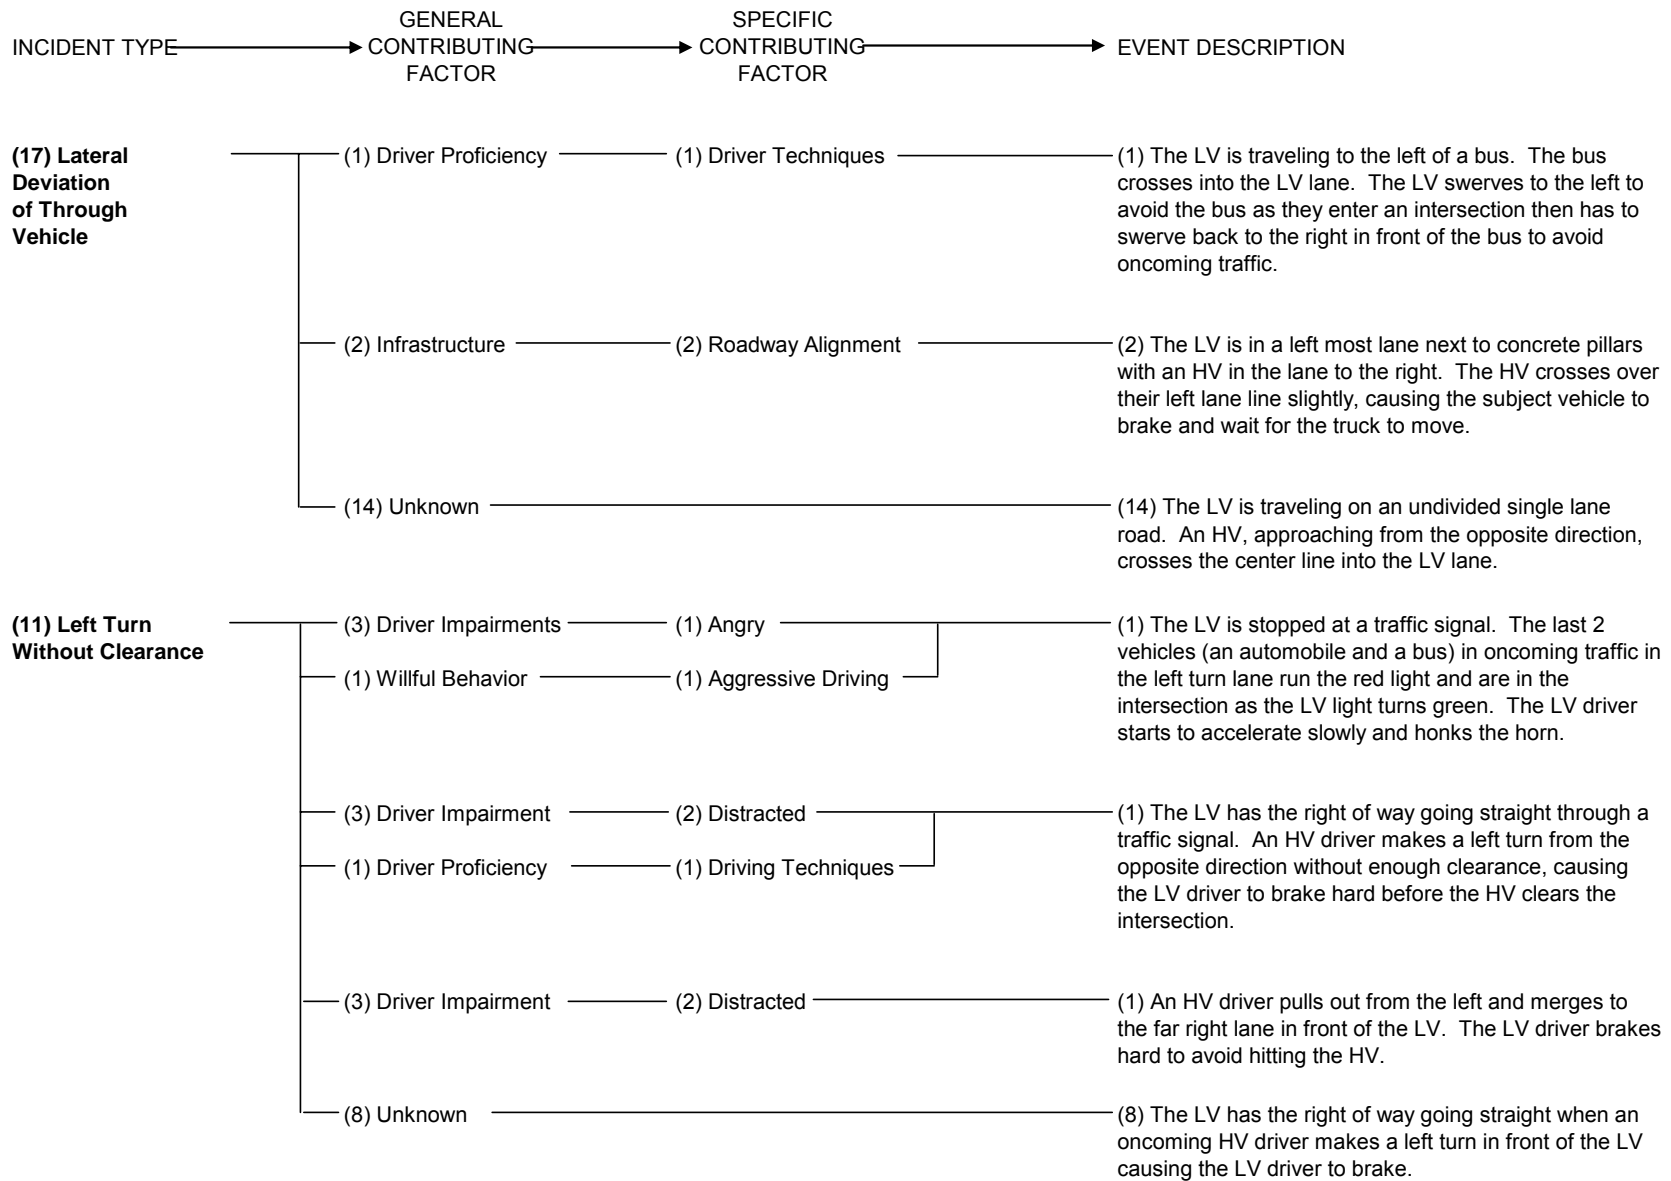 GENERAL
SPECIFIC
INCIDENT TYPE
CONTRIBUTING
CONTRIBUTING
EVENT DESCRIPTION
FACTOR
FACTOR
(17) Lateral
Deviation
of Through
Vehicle
(1) Driver Proficiency
(1) Driver Techniques
(1) The LV is traveling to the left of a bus. The bus
crosses into the LV lane. The LV swerves to the left to
avoid the bus as they enter an intersection then has to
swerve back to the right in front of the bus to avoid
oncoming traffic.
(2) Infrastructure
(2) Roadway Alignment
(2) The LV is in a left most lane next to concrete pillars
with an HV in the lane to the right. The HV crosses over
their left lane line slightly, causing the subject vehicle to
brake and wait for the truck to move.
(14) Unknown
(14) The LV is traveling on an undivided single lane
road. An HV, approaching from the opposite direction,
crosses the center line into the LV lane.
(11) Left Turn
Without Clearance
(3) Driver Impairments
(1) Angry
(1) Willful Behavior
(1) Aggressive Driving
(1) The LV is stopped at a traffic signal. The last 2
vehicles (an automobile and a bus) in oncoming traffic in
the left turn lane run the red light and are in the
intersection as the LV light turns green. The LV driver
starts to accelerate slowly and honks the horn.
(3) Driver Impairment
(2) Distracted
(1) Driver Proficiency
(1) Driving Techniques
(1) The LV has the right of way going straight through a
traffic signal. An HV driver makes a left turn from the
opposite direction without enough clearance, causing
the LV driver to brake hard before the HV clears the
intersection.
(3) Driver Impairment
(2) Distracted
(1) An HV driver pulls out from the left and merges to
the far right lane in front of the LV. The LV driver brakes
hard to avoid hitting the HV.
(8) Unknown
(8) The LV has the right of way going straight when an
oncoming HV driver makes a left turn in front of the LV
causing the LV driver to brake.